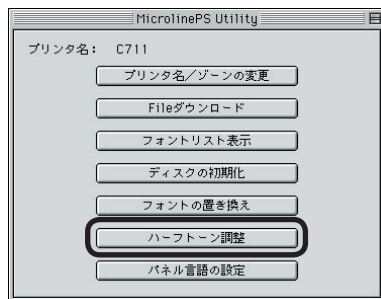 MicrolinePS Utility
プリンタ名： C711
プリンタ名／ゾーンの変更
Fileダウンロード
フォントリスト表示
ディスクの初期化
フォントの置き換え
ハーフトーン調整
パネル言語の設定